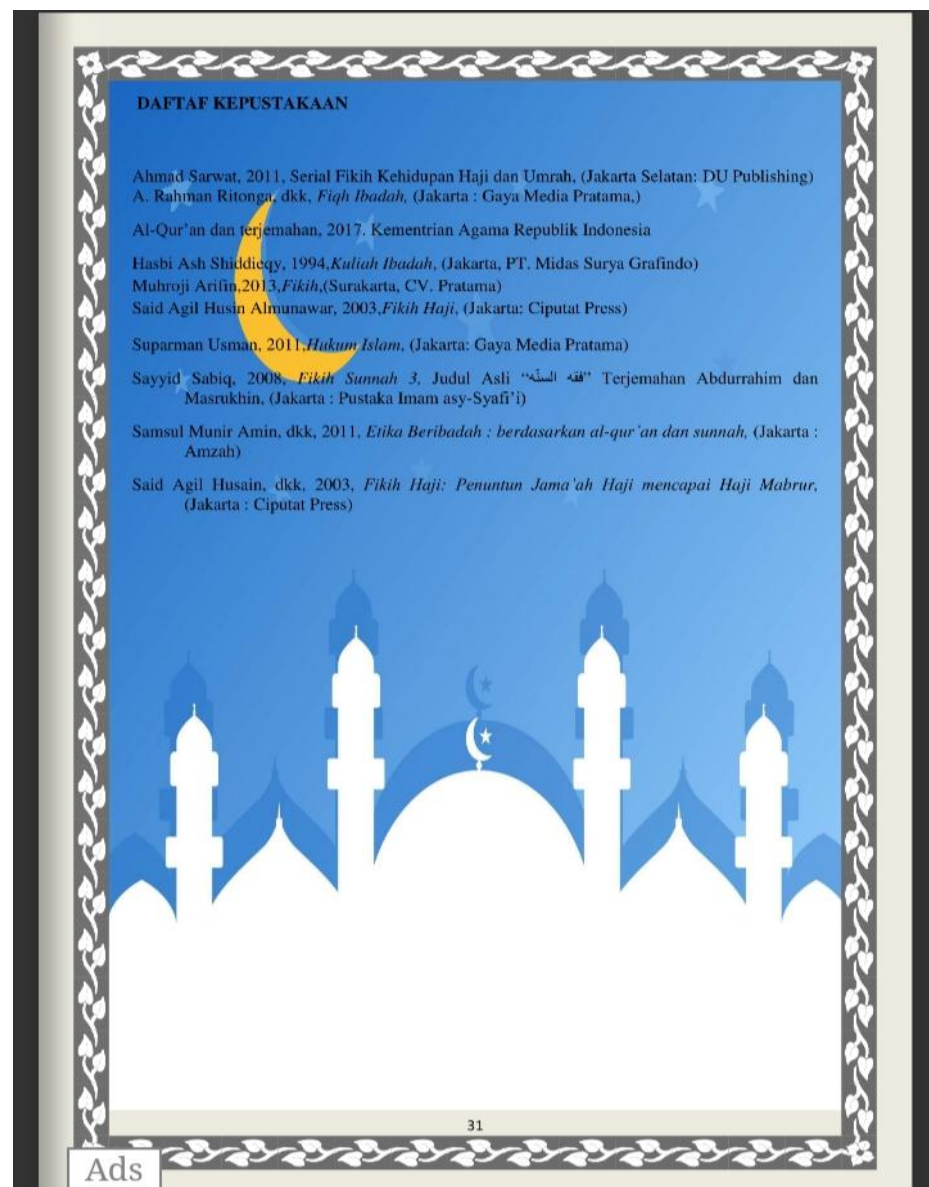 DAFTAF KEPUSTAKAAN
Ahmad Sarwat, 2011, Serial Fikih Kehidupan Haji dan Umrah, (Jakarta Selatan: DU Publishing)
A. Rahman Ritonga, dkk, Fiqh Ibadah, (Jakarta : Gaya Media Pratama,)
Al-Qur'an dan terjemahan, 2017. Kementrian Agama Republik Indonesia
Hasbi Ash Shiddieqy, 1994,Kuliah Ibadah, (Jakarta, PT. Midas Surya Grafindo)
Muhroji Arifin,2013,Fikih,(Surakarta, CV. Pratama)
Said Agil Husin Almunawar, 2003,Fikih Haji, (Jakarta: Ciputat Press)
Suparman Usman, 2011,Hukum Islam, (Jakarta: Gaya Media Pratama)
Sayyid Sabiq, 2008, Fikih Sunnah 3, Judul Asli “فقه السنّه” Terjemahan Abdurrahim dan
Masrukhin, (Jakarta : Pustaka Imam asy-Syafi'i)
Samsul Munir Amin, dkk, 2011, Etika Beribadah : berdasarkan al-qur'an dan sunnah, (Jakarta :
Amzah)
Said Agil Husain, dkk, 2003, Fikih Haji: Penuntun Jama'ah Haji mencapai Haji Mabrur,
(Jakarta : Ciputat Press)
31
Ads